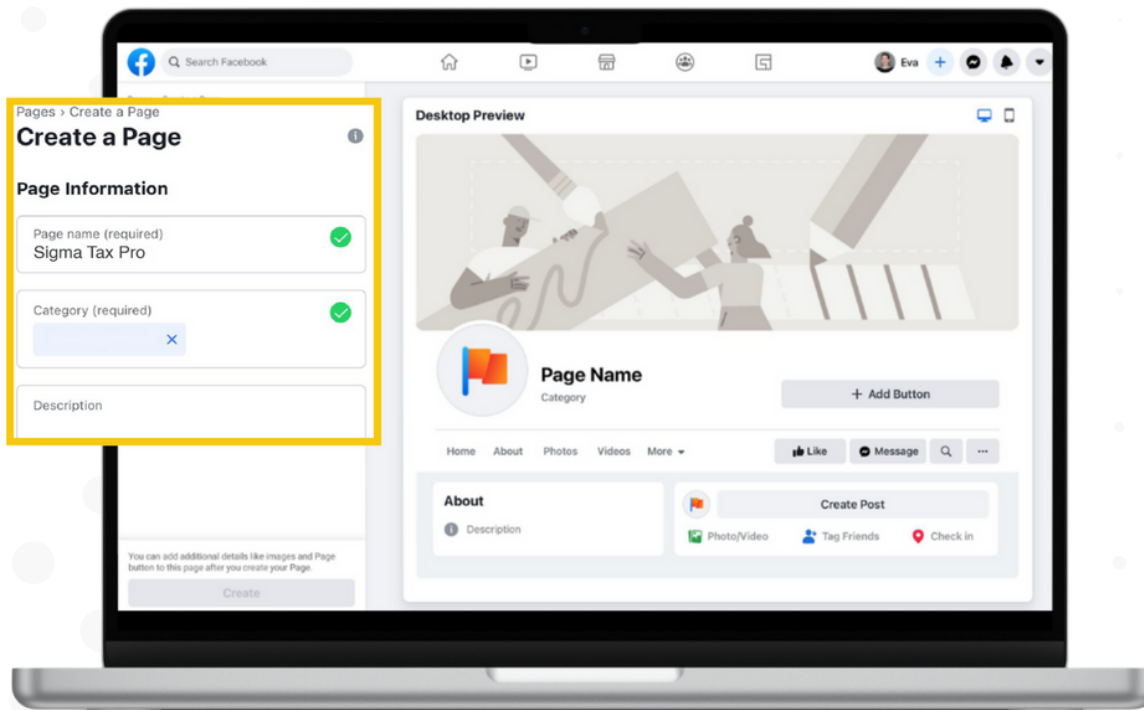 Search Facebook
Eva
Pages › Create a Page
Create a Page
Page Information
Page name (required)
Sigma Tax Pro
Category (required)
Description
You can add additional details like images and Page
button to this page after you create your Page.
Create
Desktop Preview
Page Name
Category
+ Add Button
Home About Photos Videos More
Like Message
About
Description
Create Post
Photo/Video Tag Friends Check in